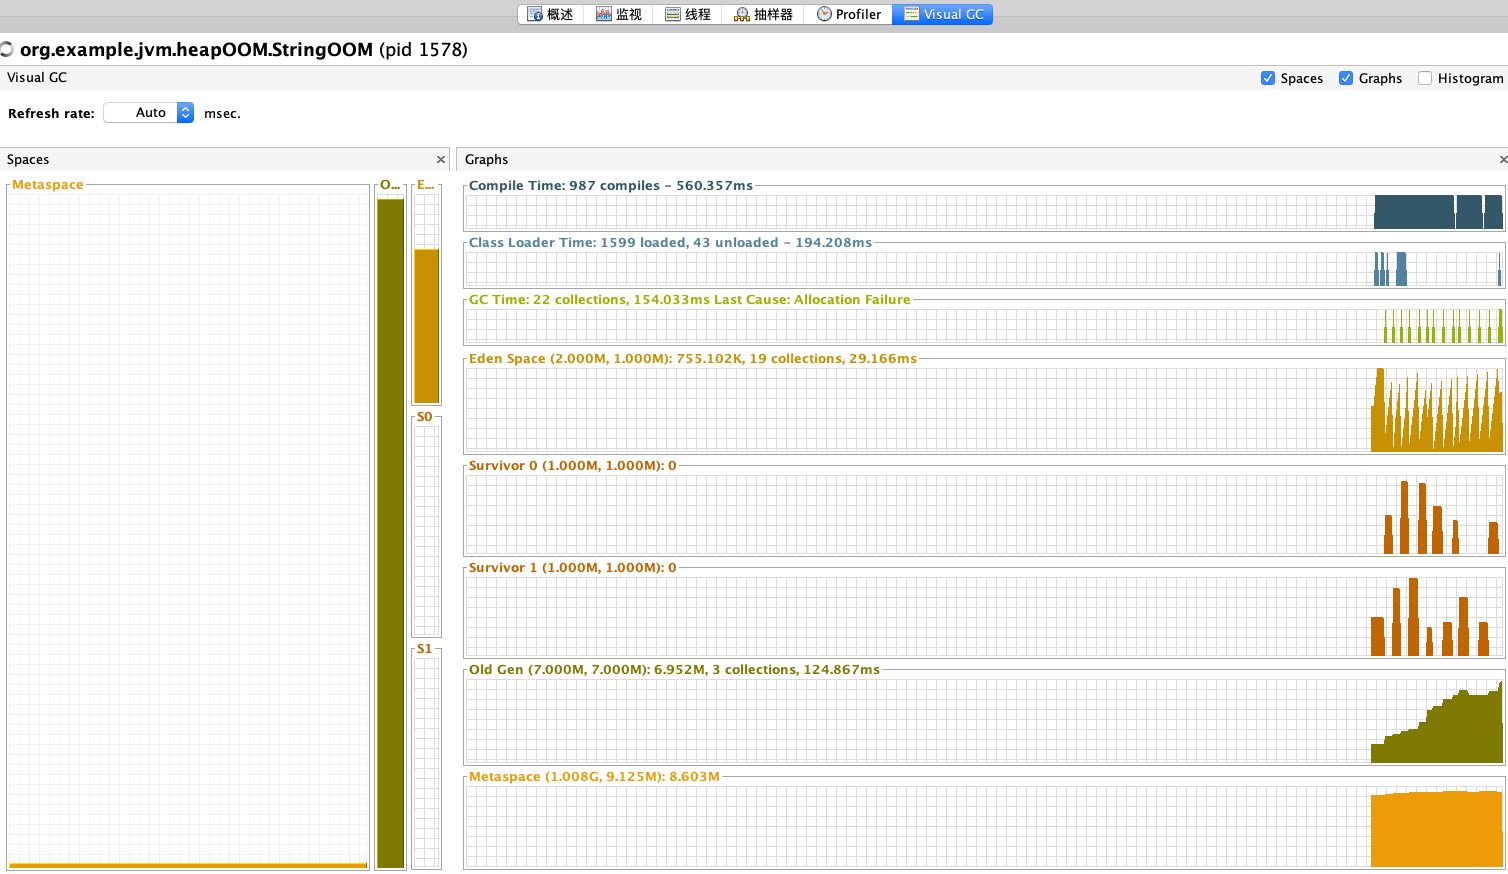 概述 监视 线程 抽样器 Profiler Visual GC
org.example.jvm.heapOOM.StringOOM (pid 1578)
Visual GC Spaces Graphs Histogram
Refresh rate: Auto msec.
Spaces × Graphs ×
Metaspace O... E...
S0
S1
Compile Time: 987 compiles - 560.357ms
Class Loader Time: 1599 loaded, 43 unloaded - 194.208ms
GC Time: 22 collections, 154.033ms Last Cause: Allocation Failure
Eden Space (2.000M, 1.000M): 755.102K, 19 collections, 29.166ms
Survivor 0 (1.000M, 1.000M): 0
Survivor 1 (1.000M, 1.000M): 0
Old Gen (7.000M, 7.000M): 6.952M, 3 collections, 124.867ms
Metaspace (1.008G, 9.125M): 8.603M